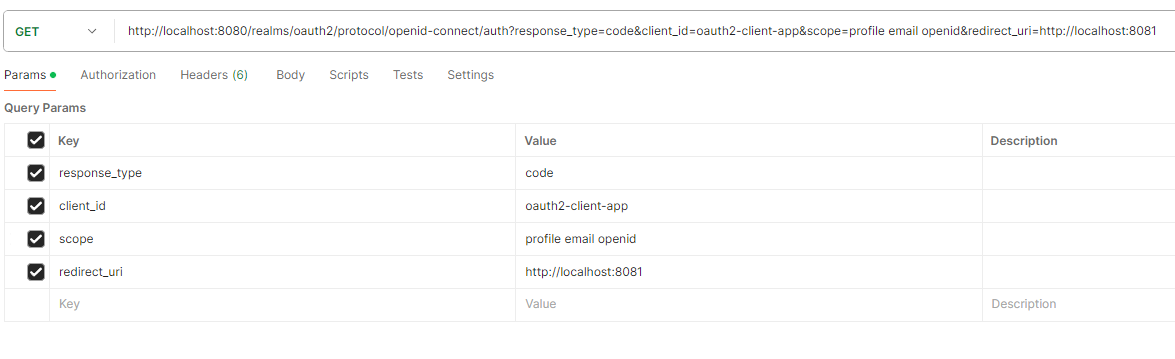 GET http://localhost:8080/realms/oauth2/protocol/openid-connect/auth?response_type=code&client_id=oauth2-client-app&scope=profile email openid&redirect_uri=http://localhost:8081
Params Authorization Headers (6) Body Scripts Tests Settings
Query Params
Key Value Description
response_type code
client_id oauth2-client-app
scope profile email openid
redirect_uri http://localhost:8081
Key Value Description